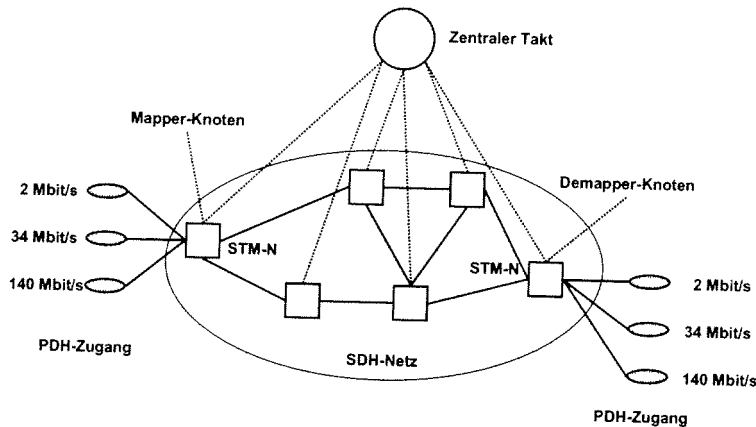 Zentraler Takt
Mapper-Knoten
Demapper-Knoten
2 Mbit/s
34 Mbit/s
140 Mbit/s
STM-N
STM-N
2 Mbit/s
34 Mbit/s
140 Mbit/s
PDH-Zugang
SDH-Netz
PDH-Zugang